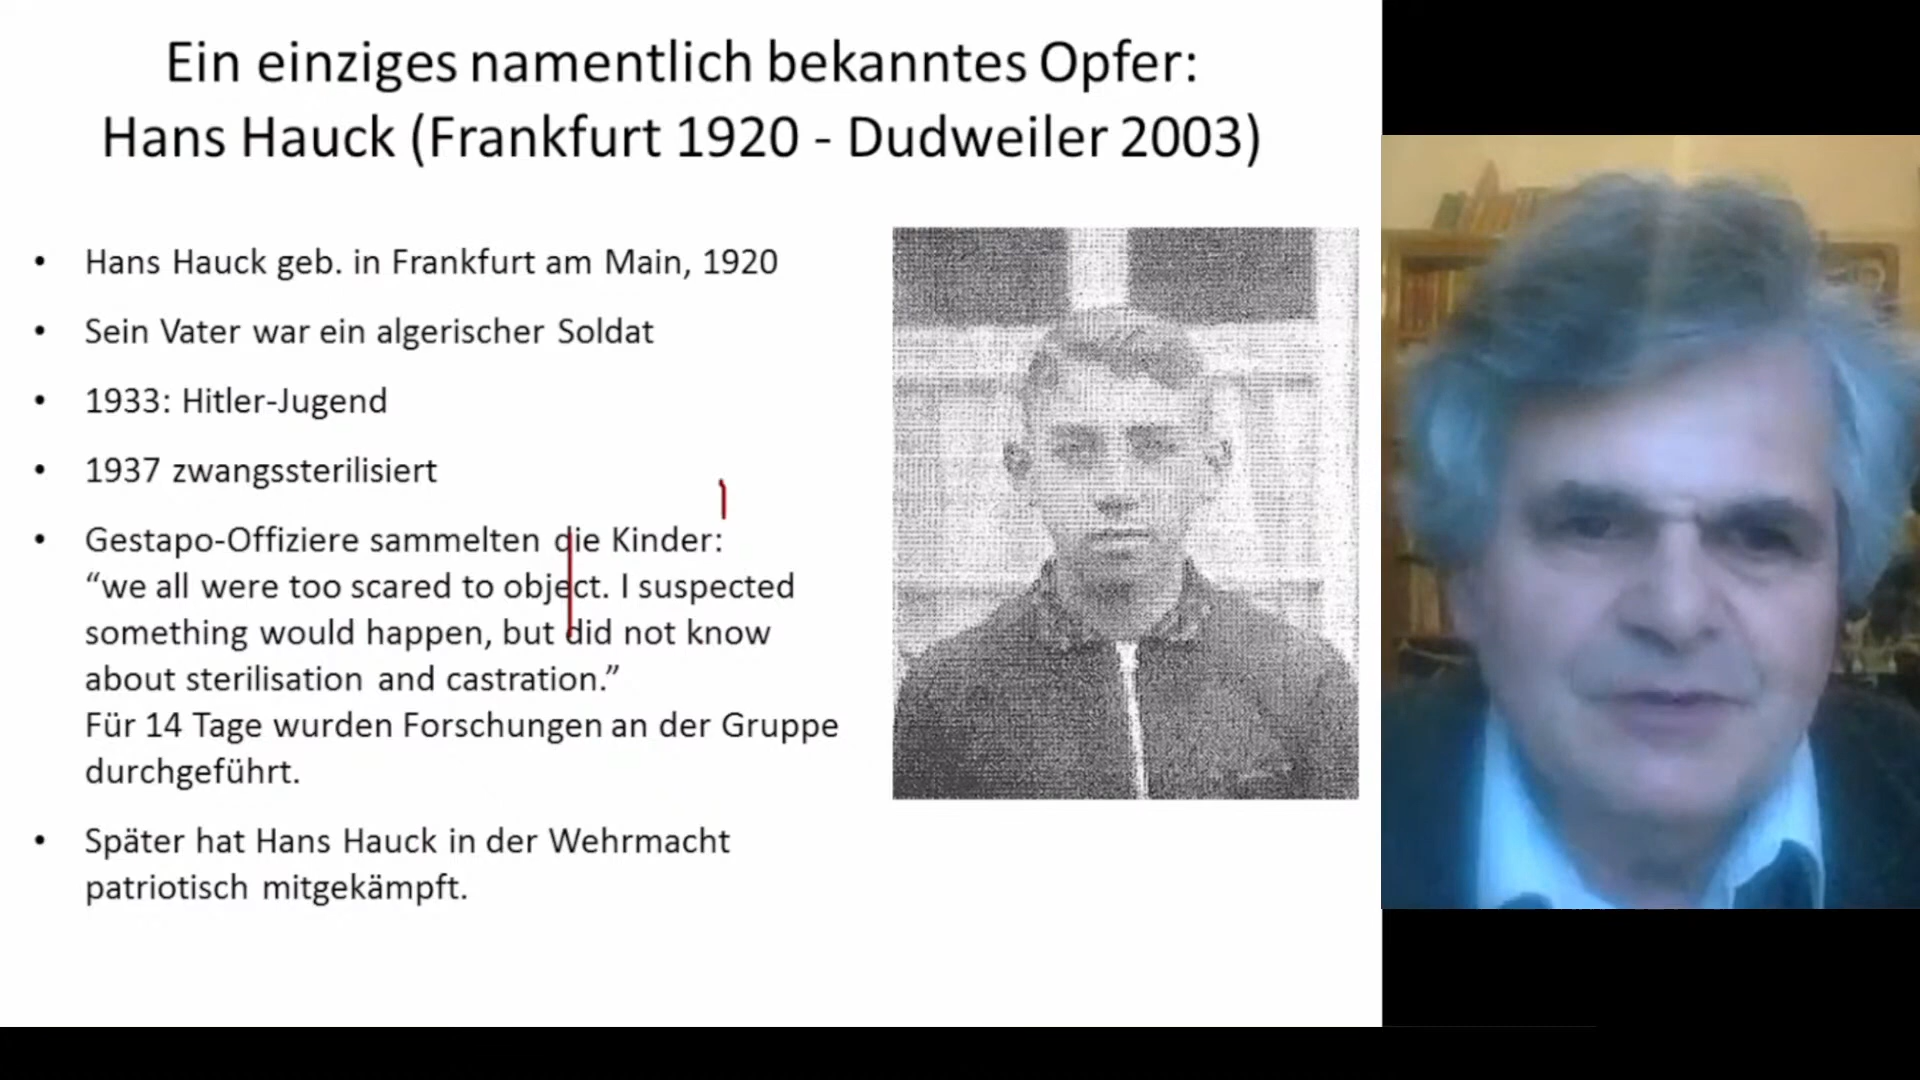 Ein einziges namentlich bekanntes Opfer:
Hans Hauck (Frankfurt 1920 - Dudweiler 2003)
• Hans Hauck geb. in Frankfurt am Main, 1920
• Sein Vater war ein algerischer Soldat
• 1933: Hitler-Jugend
• 1937 zwangssterilisiert
• Gestapo-Offiziere sammelten die Kinder:
“we all were too scared to object. I suspected
something would happen, but did not know
about sterilisation and castration.”
Für 14 Tage wurden Forschungen an der Gruppe
durchgeführt.
• Später hat Hans Hauck in der Wehrmacht
patriotisch mitgekämpft.